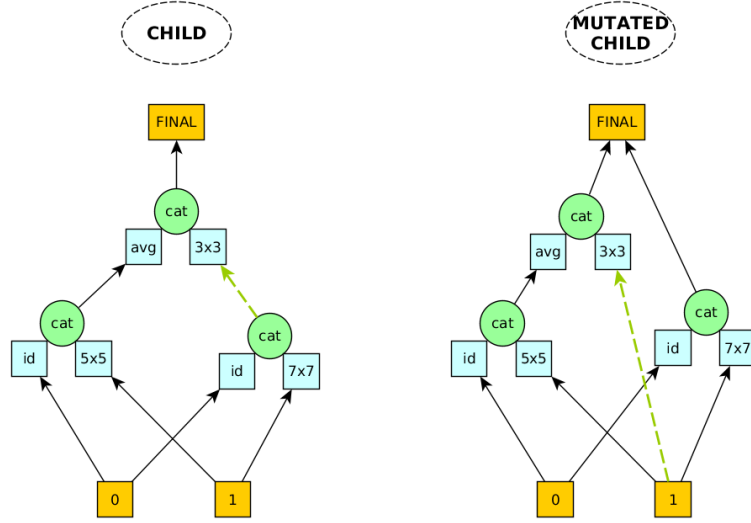 CHILD
FINAL
cat
avg
3x3
cat
id
5x5
cat
id
7x7
0
1
MUTATED
CHILD
FINAL
cat
avg
3x3
cat
id
5x5
cat
id
7x7
0
1